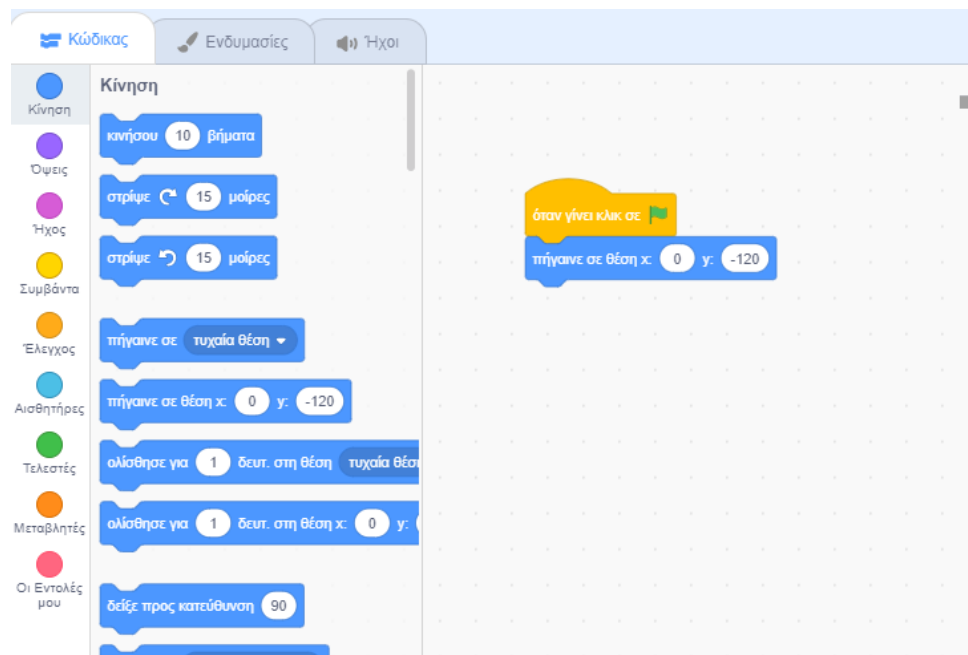 Κώδικας
Ενδυμασίες
Ήχοι
Κίνηση
Όψεις
Ήχος
Συμβάντα
Έλεγχος
Αισθητήρες
Τελεστές
Μεταβλητές
Οι Εντολές
μου
Κίνηση
κινήσου 10 βήματα
στρίψε 15 μοίρες
στρίψε 15 μοίρες
πήγαινε σε τυχαία θέση
πήγαινε σε θέση x: 0 y: -120
ολίσθησε για 1 δευτ. στη θέση τυχαία
ολίσθησε για 1 δευτ. στη θέση x: 0 y:
δείξε προς κατεύθυνση 90
όταν γίνει κλικ σε
πήγαινε σε θέση x: 0 y: -120